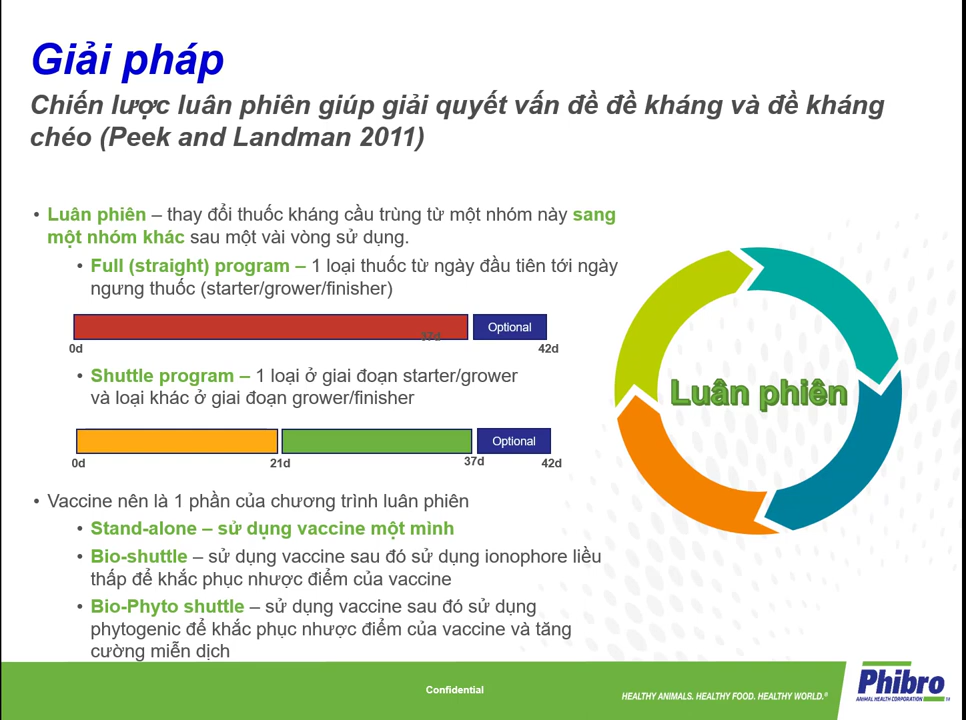 Giải pháp
Chiến lược luân phiên giúp giải quyết vấn đề đề kháng và đề kháng
chéo (Peek and Landman 2011)
• Luân phiên – thay đổi thuốc kháng cầu trùng từ một nhóm này sang
một nhóm khác sau một vài vòng sử dụng.
• Full (straight) program – 1 loại thuốc từ ngày đầu tiên tới ngày
ngưng thuốc (starter/grower/finisher)
Optional
37d
0d 42d
• Shuttle program – 1 loại ở giai đoạn starter/grower
và loại khác ở giai đoạn grower/finisher
Luân phiên
Optional
0d 21d 37d 42d
• Vaccine nên là 1 phần của chương trình luân phiên
• Stand-alone – sử dụng vaccine một mình
• Bio-shuttle – sử dụng vaccine sau đó sử dụng ionophore liều
thấp để khắc phục nhược điểm của vaccine
• Bio-Phyto shuttle – sử dụng vaccine sau đó sử dụng
phytogenic để khắc phục nhược điểm của vaccine và tăng
cường miễn dịch
Confidential
HEALTHY ANIMALS. HEALTHY FOOD. HEALTHY WORLD.®
Phibro
ANIMAL HEALTH CORPORATION